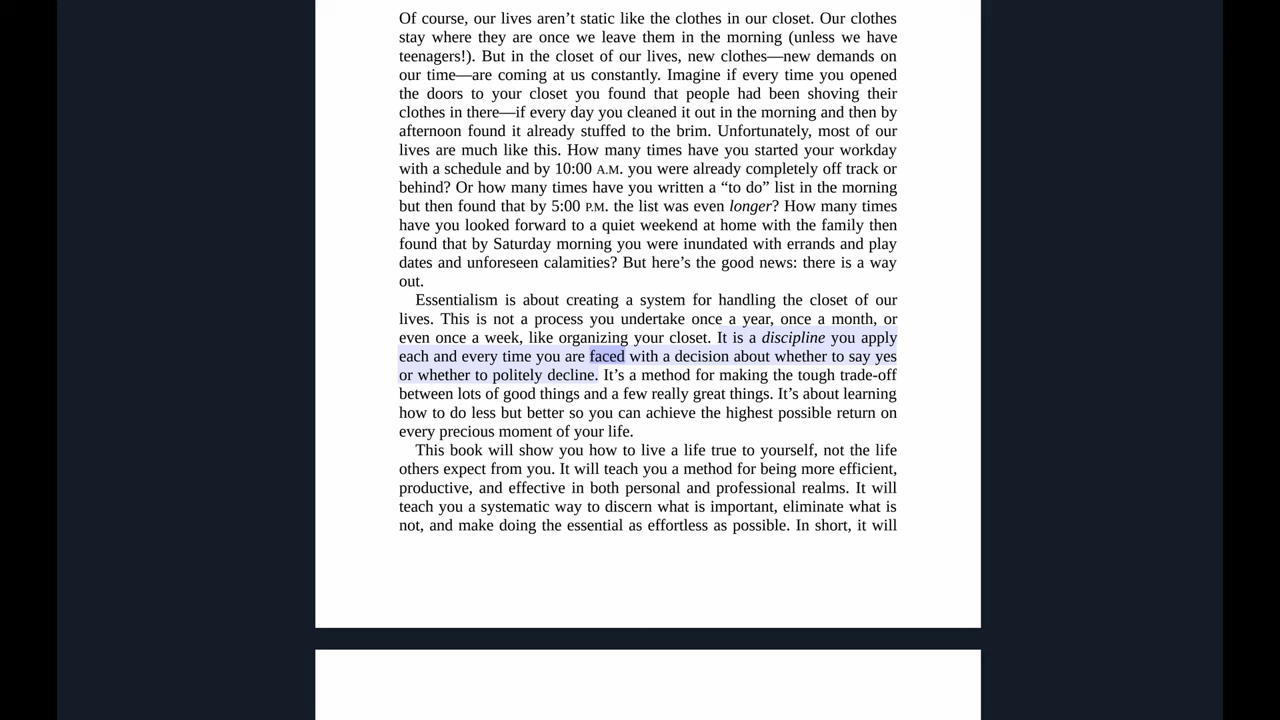 Of course, our lives aren’t static like the clothes in our closet. Our clothes
stay where they are once we leave them in the morning (unless we have
teenagers!). But in the closet of our lives, new clothes—new demands on
our time—are coming at us constantly. Imagine if every time you opened
the doors to your closet you found that people had been shoving their
clothes in there—if every day you cleaned it out in the morning and then by
afternoon found it already stuffed to the brim. Unfortunately, most of our
lives are much like this. How many times have you started your workday
with a schedule and by 10:00 A.M. you were already completely off track or
behind? Or how many times have you written a “to do” list in the morning
but then found that by 5:00 P.M. the list was even longer? How many times
have you looked forward to a quiet weekend at home with the family then
found that by Saturday morning you were inundated with errands and play
dates and unforeseen calamities? But here’s the good news: there is a way
out.
Essentialism is about creating a system for handling the closet of our
lives. This is not a process you undertake once a year, once a month, or
even once a week, like organizing your closet. It is a discipline you apply
each and every time you are faced with a decision about whether to say yes
or whether to politely decline. It’s a method for making the tough trade-off
between lots of good things and a few really great things. It’s about learning
how to do less but better so you can achieve the highest possible return on
every precious moment of your life.
This book will show you how to live a life true to yourself, not the life
others expect from you. It will teach you a method for being more efficient,
productive, and effective in both personal and professional realms. It will
teach you a systematic way to discern what is important, eliminate what is
not, and make doing the essential as effortless as possible. In short, it will